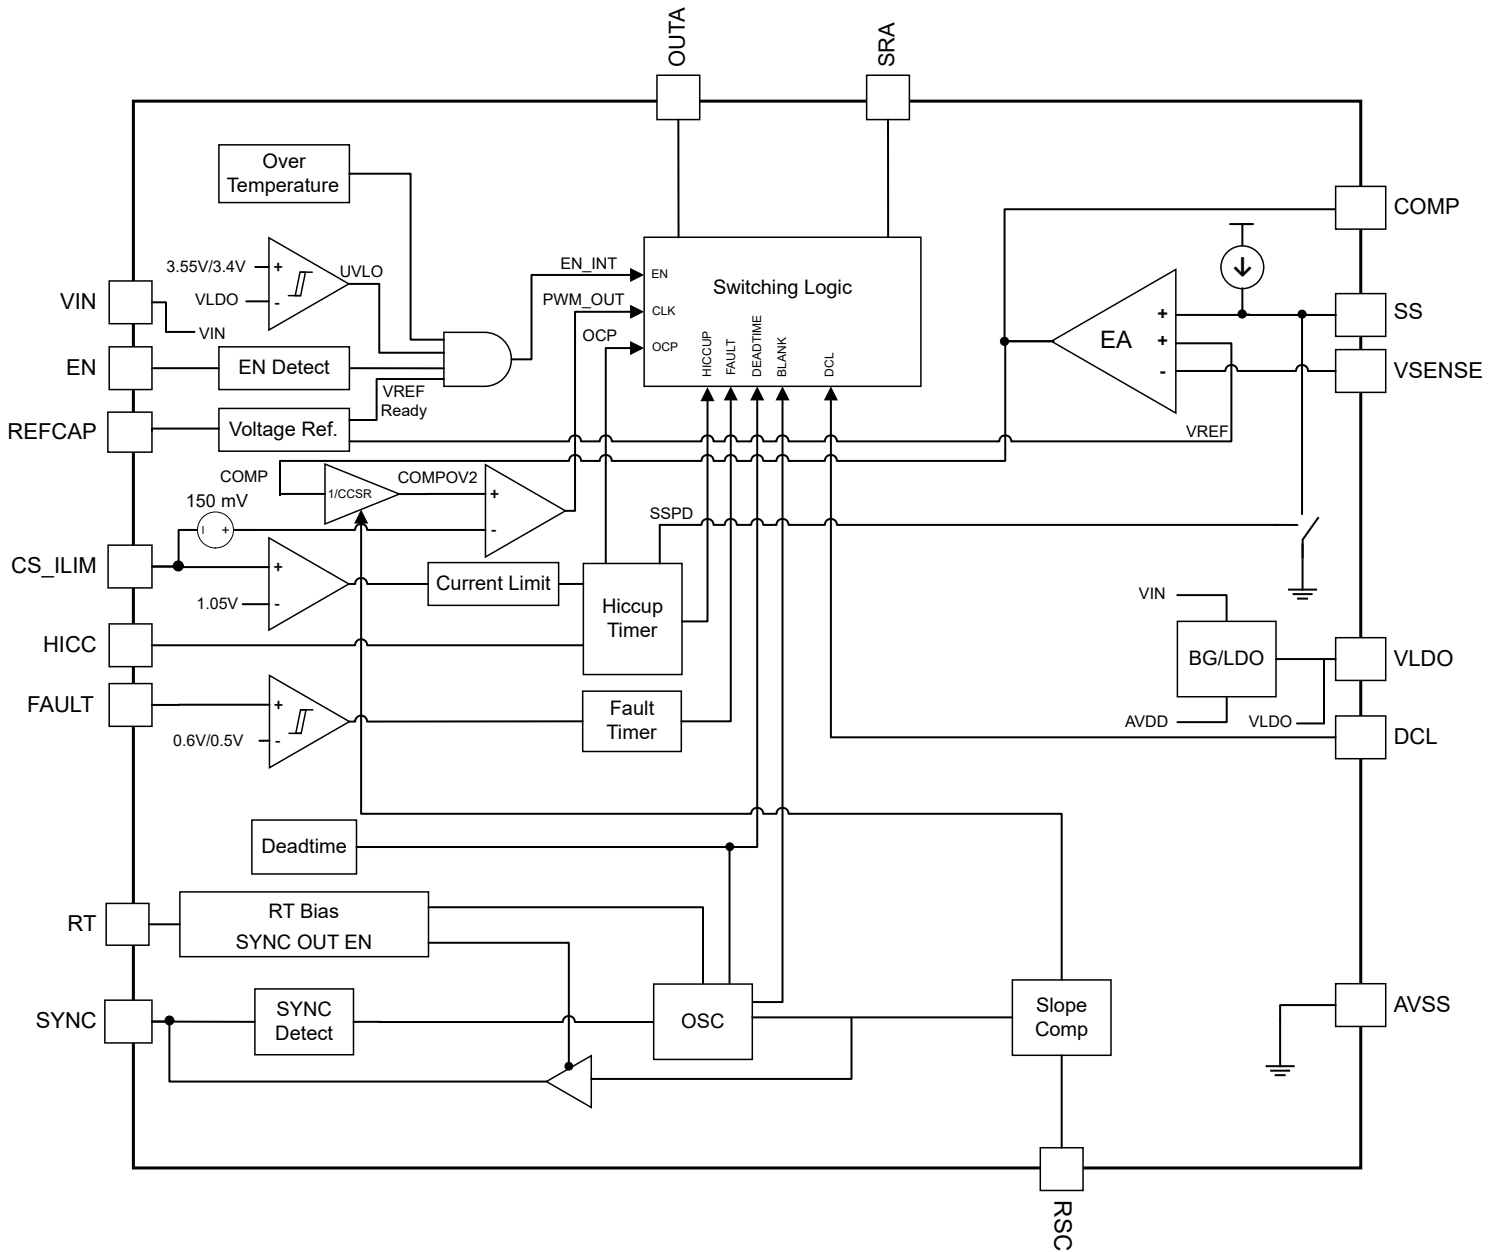 OUTA
SRA
Over
Temperature
COMP
3.55V/3.4V
+
UVLO
VLDO
-
VIN
VIN
EN_INT
EN
Switching Logic
PWM_OUT
CLK
OCP
OCP
HICCUP
FAULT
DEADTIME
BLANK
DCL
EA
+
+
-
SS
VSENSE
VREF
EN
EN Detect
VREF
Ready
REFCAP
Voltage Ref.
COMP
1/CCSR
COMPOV2
+
-
150 mV
- +
SSPD
CS_ILIM
+
1.05V
-
Current Limit
Hiccup
Timer
HICC
VIN
BG/LDO
VLDO
AVDD
VLDO
FAULT
+
0.6V/0.5V
-
Fault
Timer
DCL
Deadtime
RT
RT Bias
SYNC OUT EN
SYNC
SYNC
Detect
OSC
Slope
Comp
AVSS
RSC